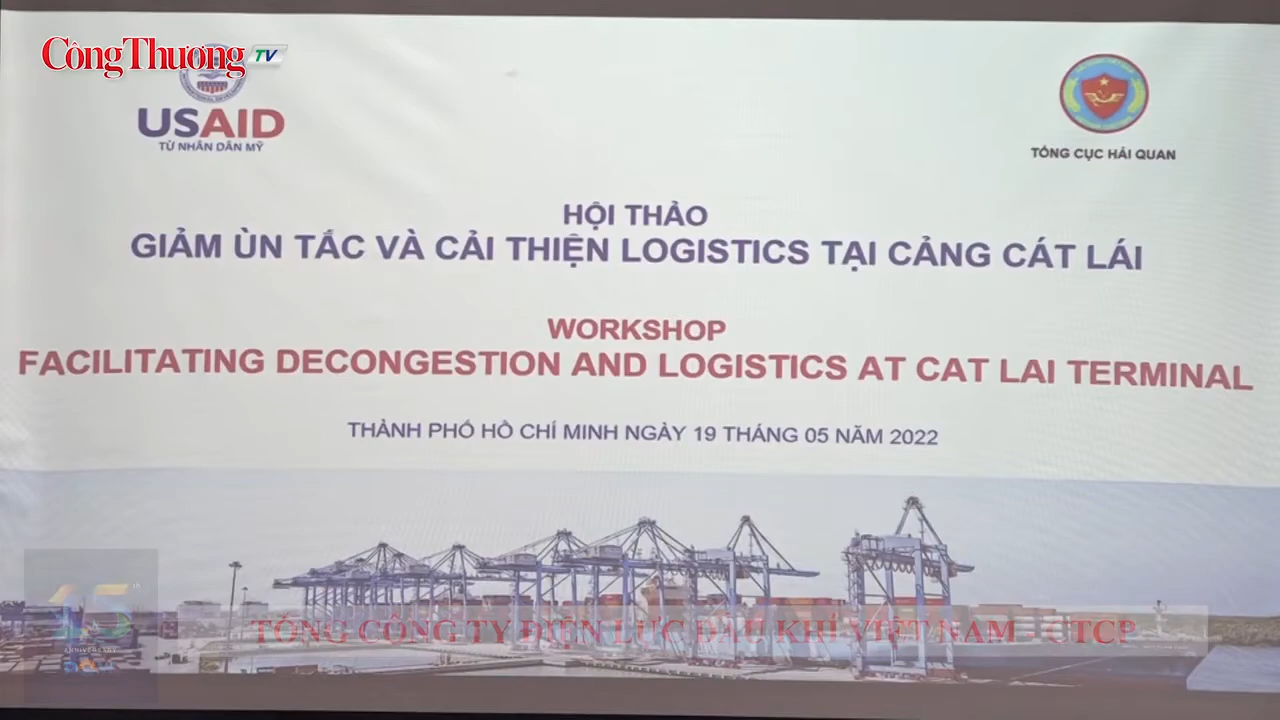 CôngThương TV
USAID
TỪ NHÂN DÂN MỸ
TỔNG CỤC HẢI QUAN
HỘI THẢO
GIẢM ÙN TẮC VÀ CẢI THIỆN LOGISTICS TẠI CẢNG CÁT LÁI
WORKSHOP
FACILITATING DECONGESTION AND LOGISTICS AT CAT LAI TERMINAL
THÀNH PHỐ HỒ CHÍ MINH NGÀY 19 THÁNG 05 NĂM 2022
15th
ANNIVERSARY
TỔNG CÔNG TY ĐIỆN LỰC DẦU KHÍ VIỆT NAM - CTCP